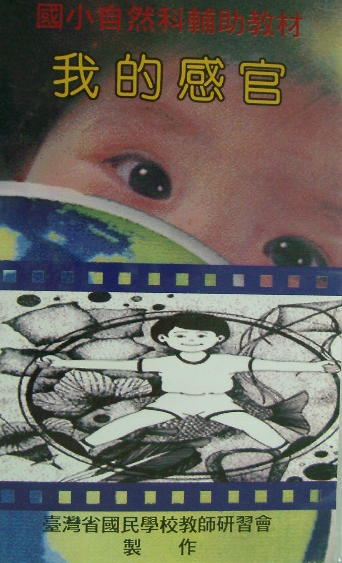 國小自然科輔助教材
我的感官
臺灣省國民學校教師研習會
製作